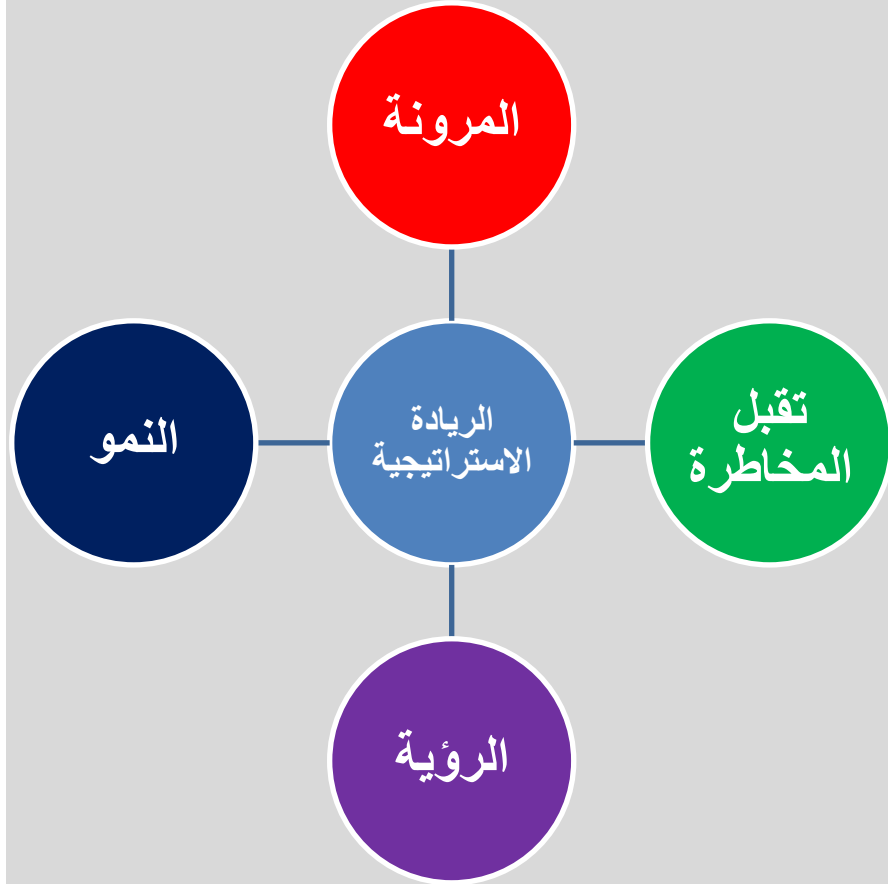 المرونة
تقبل
المخاطرة
الريادة
الاستراتيجية
النمو
الرؤية